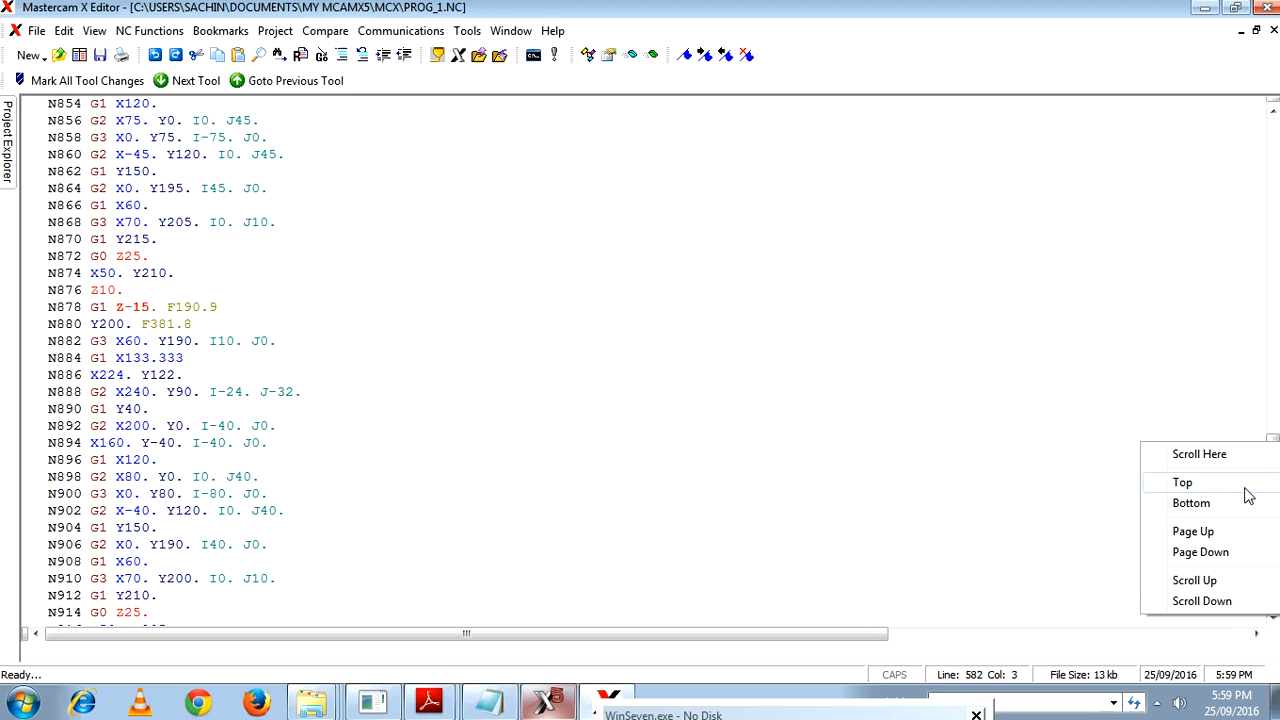 Mastercam X Editor - [C:\USERS\SACHIN\DOCUMENTS\MY MCAMX5\MCX\PROG_1.NC]
File Edit View NC Functions Bookmarks Project Compare Communications Tools Window Help
New
Mark All Tool Changes Next Tool Goto Previous Tool
Project Explorer
N854 G1 X120.
N856 G2 X75. Y0. I0. J45.
N858 G3 X0. Y75. I-75. J0.
N860 G2 X-45. Y120. I0. J45.
N862 G1 Y150.
N864 G2 X0. Y195. I45. J0.
N866 G1 X60.
N868 G3 X70. Y205. I0. J10.
N870 G1 Y215.
N872 G0 Z25.
N874 X50. Y210.
N876 Z10.
N878 G1 Z-15. F190.9
N880 Y200. F381.8
N882 G3 X60. Y190. I10. J0.
N884 G1 X133.333
N886 X224. Y122.
N888 G2 X240. Y90. I-24. J-32.
N890 G1 Y40.
N892 G2 X200. Y0. I-40. J0.
N894 X160. Y-40. I-40. J0.
N896 G1 X120.
N898 G2 X80. Y0. I0. J40.
N900 G3 X0. Y80. I-80. J0.
N902 G2 X-40. Y120. I0. J40.
N904 G1 Y150.
N906 G2 X0. Y190. I40. J0.
N908 G1 X60.
N910 G3 X70. Y200. I0. J10.
N912 G1 Y210.
N914 G0 Z25.
Scroll Here
Top
Bottom
Page Up
Page Down
Scroll Up
Scroll Down
Ready... CAPS Line: 582 Col: 3 File Size: 13 kb 25/09/2016 5:59 PM
WinSeven.exe - No Disk
5:59 PM
25/09/2016